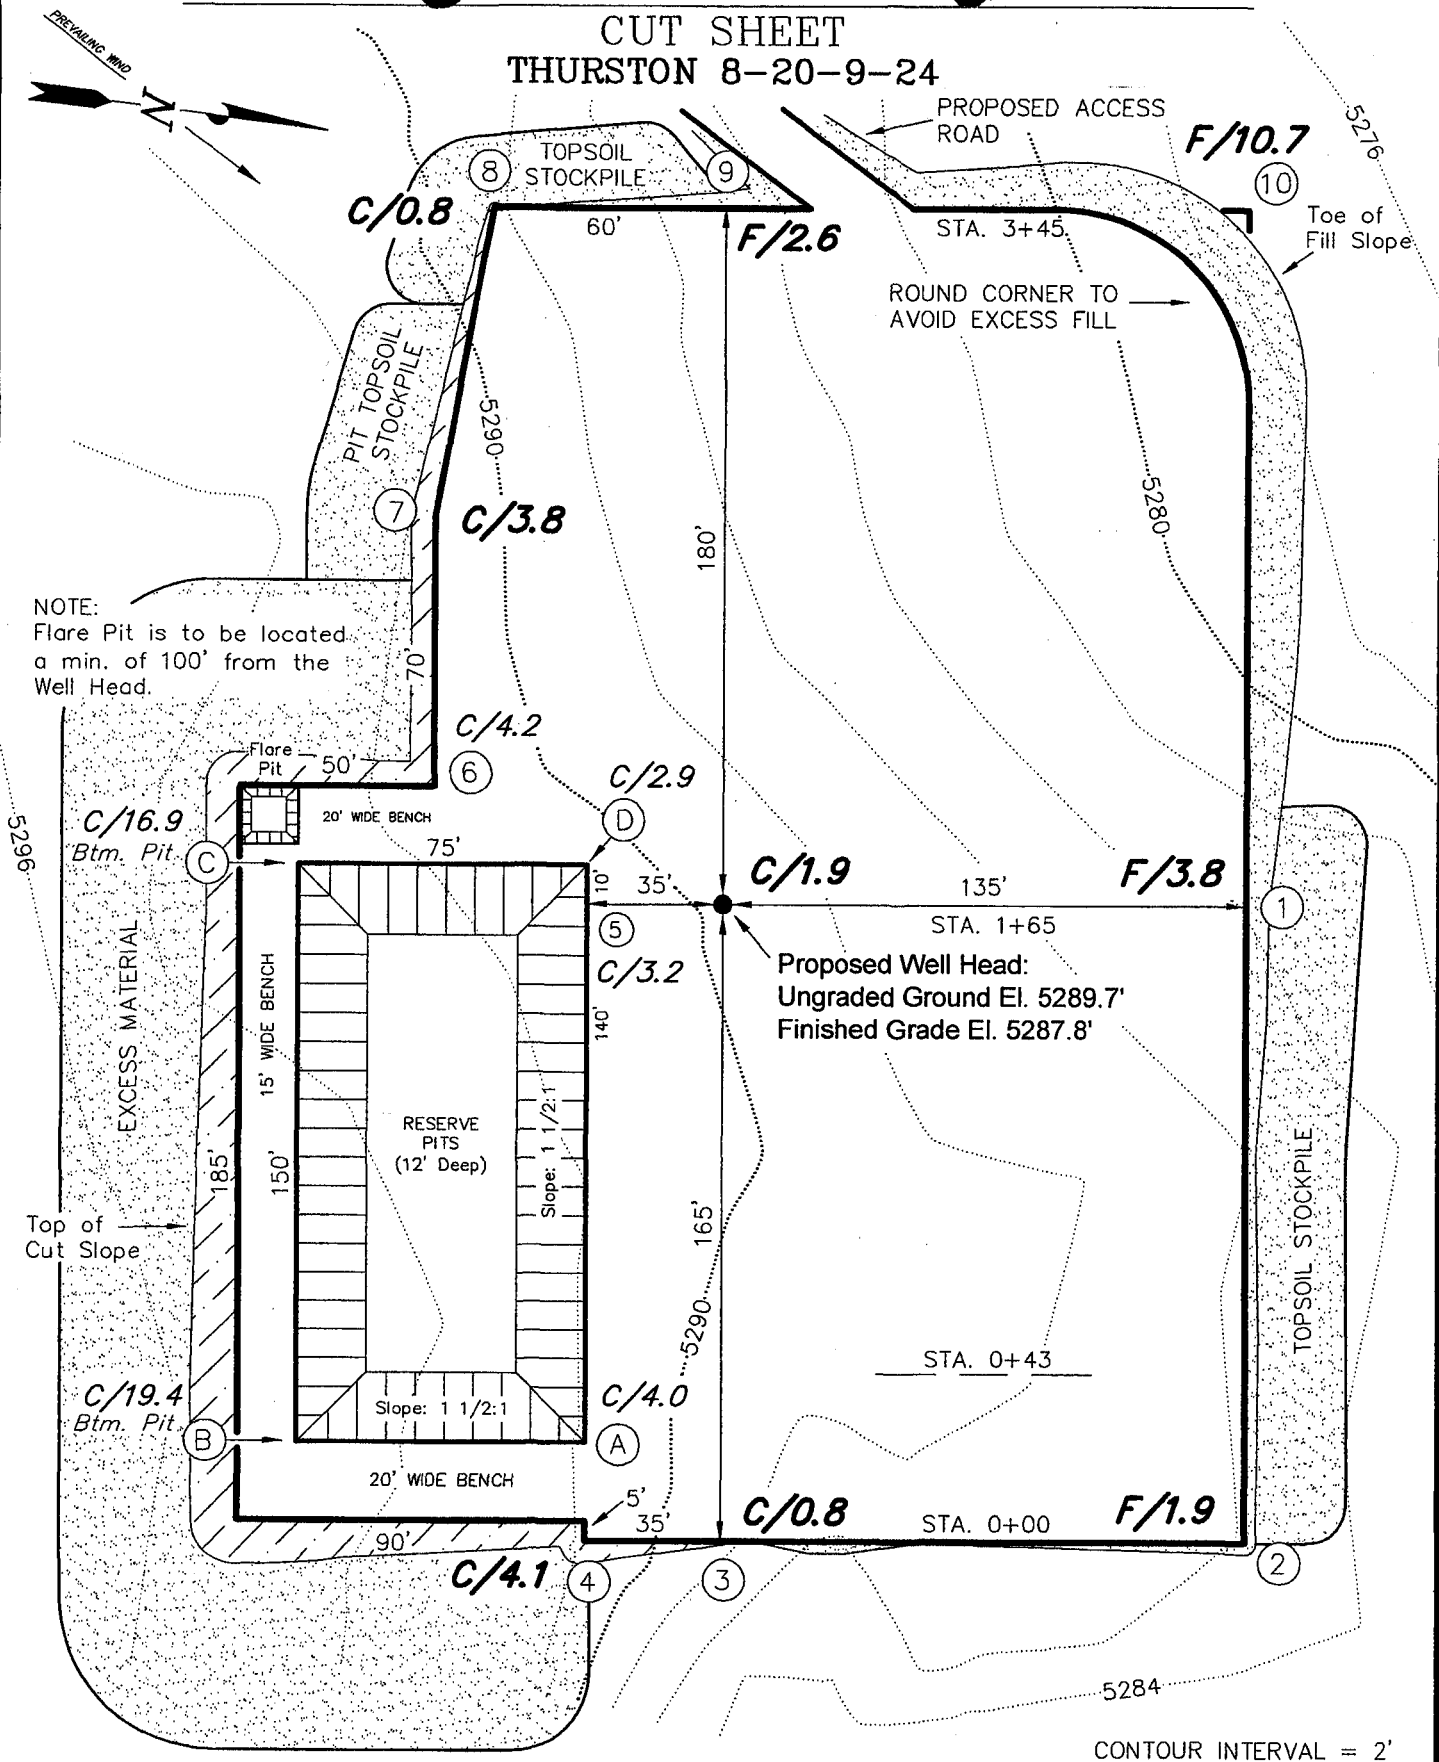 CUT SHEET
THURSTON 8-20-9-24
PREVAILING WIND
N
PROPOSED ACCESS
ROAD
F/10.7
10
5276
8
TOPSOIL
STOCKPILE
9
C/0.8
60'
F/2.6
STA. 3+45
Toe of
Fill Slope
ROUND CORNER TO
AVOID EXCESS FILL
PIT TOPSOIL
STOCKPILE
5290
7
C/3.8
180'
5280
NOTE:
Flare Pit is to be located
a min. of 100' from the
Well Head.
70'
C/4.2
6
Flare
Pit
50'
C/2.9
D
20' WIDE BENCH
C/16.9
Btm. Pit
C
5296
75'
10'
35'
C/1.9
135'
F/3.8
1
STA. 1+65
5
C/3.2
Proposed Well Head:
Ungraded Ground El. 5289.7'
Finished Grade El. 5287.8'
EXCESS MATERIAL
15' WIDE BENCH
140'
RESERVE
PITS
(12' Deep)
Slope: 1 1/2:1
185'
150'
165'
TOPSOIL STOCKPILE
Top of
Cut Slope
5290
STA. 0+43
C/19.4
Btm. Pit
B
Slope: 1 1/2:1
C/4.0
A
20' WIDE BENCH
5'
35'
C/0.8
STA. 0+00
F/1.9
90'
C/4.1
4
3
2
5284
CONTOUR INTERVAL = 2'